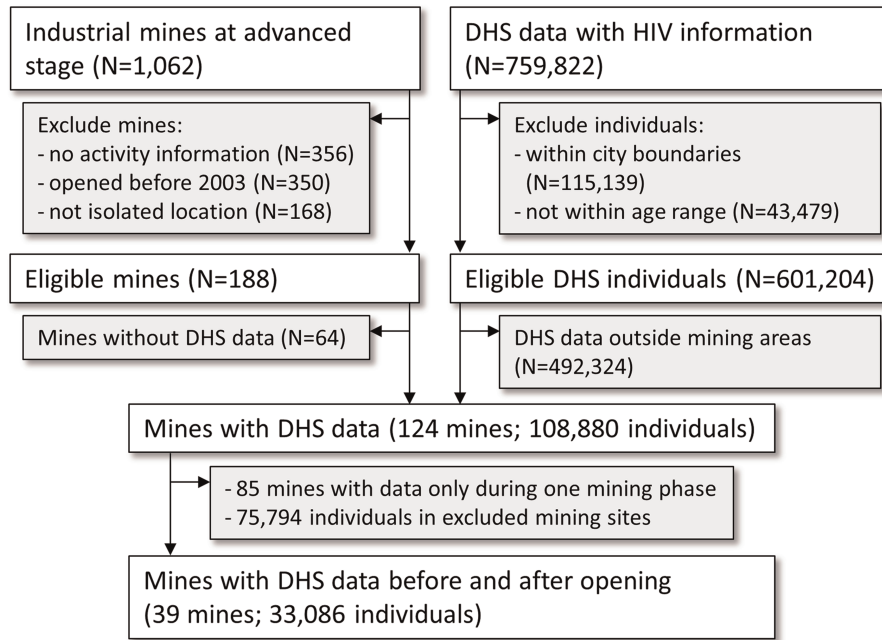 Industrial mines at advanced
stage (N=1,062)
DHS data with HIV information
(N=759,822)
Exclude mines:
- no activity information (N=356)
- opened before 2003 (N=350)
- not isolated location (N=168)
Exclude individuals:
- within city boundaries
(N=115,139)
- not within age range (N=43,479)
Eligible mines (N=188)
Eligible DHS individuals (N=601,204)
Mines without DHS data (N=64)
DHS data outside mining areas
(N=492,324)
Mines with DHS data (124 mines; 108,880 individuals)
- 85 mines with data only during one mining phase
- 75,794 individuals in excluded mining sites
Mines with DHS data before and after opening
(39 mines; 33,086 individuals)